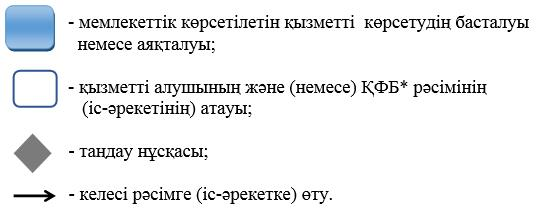 - мемлекеттік көрсетілетін қызметті көрсетудің басталуы
немесе аяқталуы;
- қызметті алушының және (немесе) ҚФБ* рәсімінің
(іс-әрекетінің) атауы;
- таңдау нұсқасы;
- келесі рәсімге (іс-әрекетке) өту.